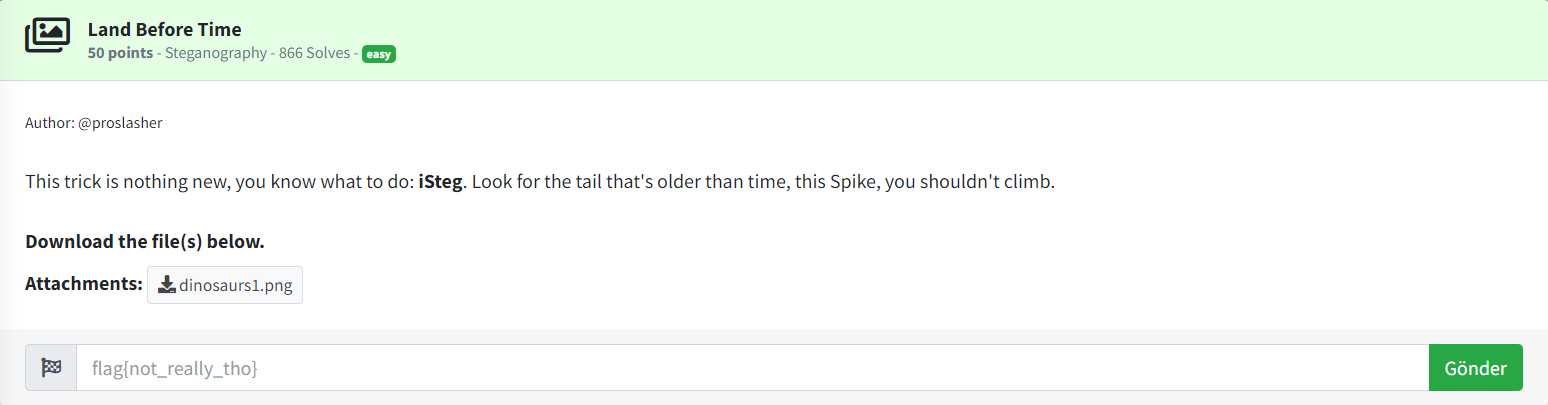 Land Before Time
50 points - Steganography - 866 Solves - easy
Author: @proslasher
This trick is nothing new, you know what to do: iSteg. Look for the tail that's older than time, this Spike, you shouldn't climb.
Download the file(s) below.
Attachments: dinosaurs1.png
flag{not_really_tho}
Gönder